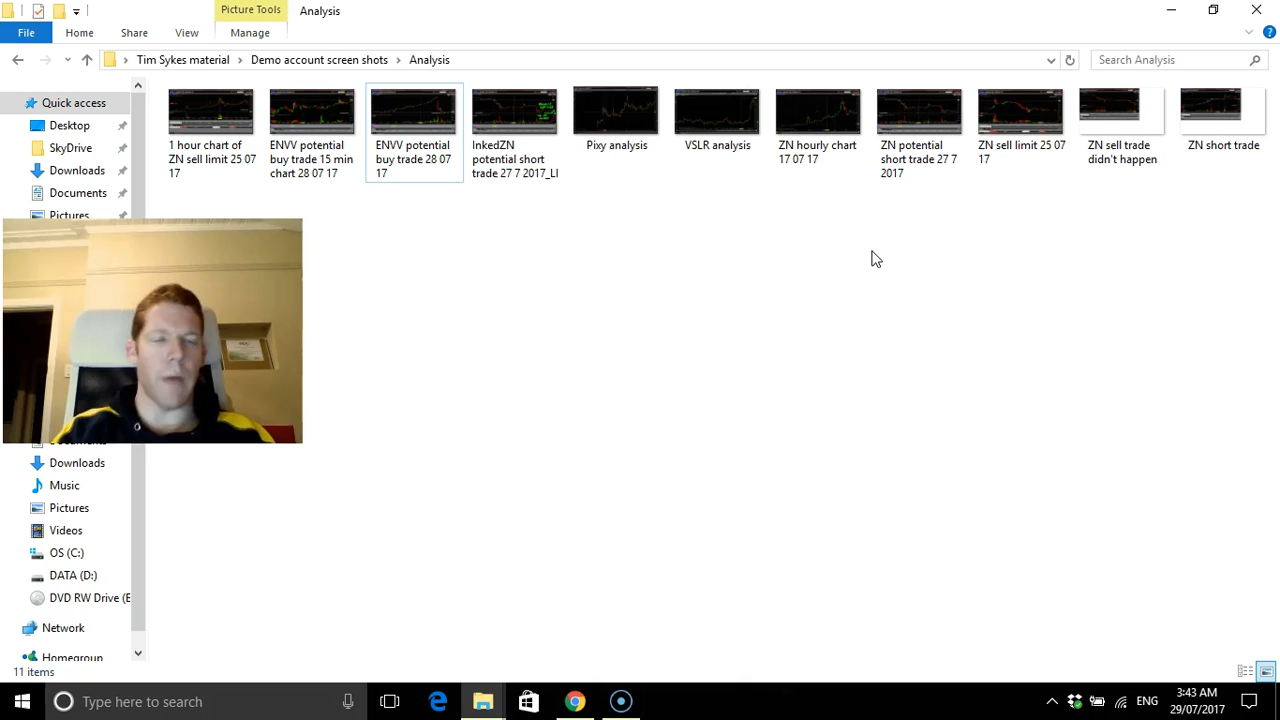 Picture Tools
Analysis
File
Home
Share
View
Manage
Tim Sykes material
Demo account screen shots
Analysis
Search Analysis
Quick access
Desktop
SkyDrive
Downloads
Documents
Pictures
Downloads
Music
Pictures
Videos
OS (C:)
DATA (D:)
DVD RW Drive (E
Network
Homegroup
1 hour chart of
ZN sell limit 25 07
17
ENVV potential
buy trade 15 min
chart 28 07 17
ENVV potential
buy trade 28 07
17
InkedZN
potential short
trade 27 7 2017_LI
Pixy analysis
VSLR analysis
ZN hourly chart
17 07 17
ZN potential
short trade 27 7
2017
ZN sell limit 25 07
17
ZN sell trade
didn't happen
ZN short trade
11 items
Type here to search
ENG
3:43 AM
29/07/2017